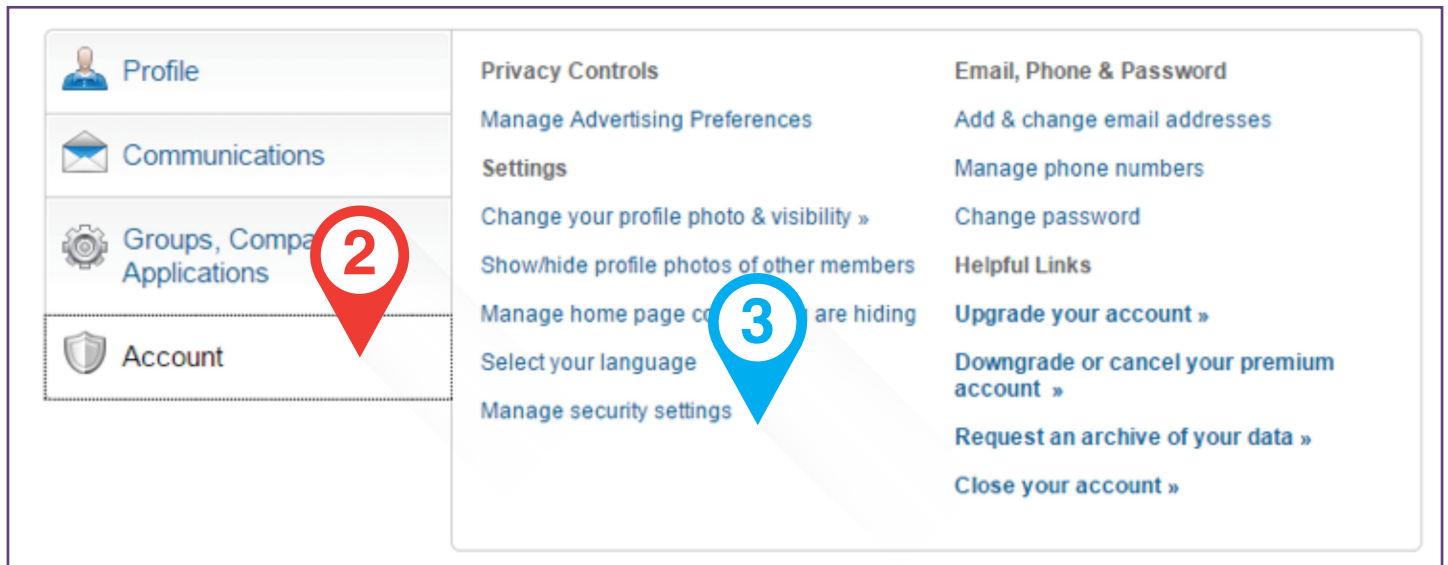 Profile
Communications
Groups, Compa
Applications
Account
2
Privacy Controls
Manage Advertising Preferences
Settings
Change your profile photo & visibility »
Show/hide profile photos of other members
Manage home page co are hiding
Select your language
Manage security settings
3
Email, Phone & Password
Add & change email addresses
Manage phone numbers
Change password
Helpful Links
Upgrade your account »
Downgrade or cancel your premium
account »
Request an archive of your data »
Close your account »